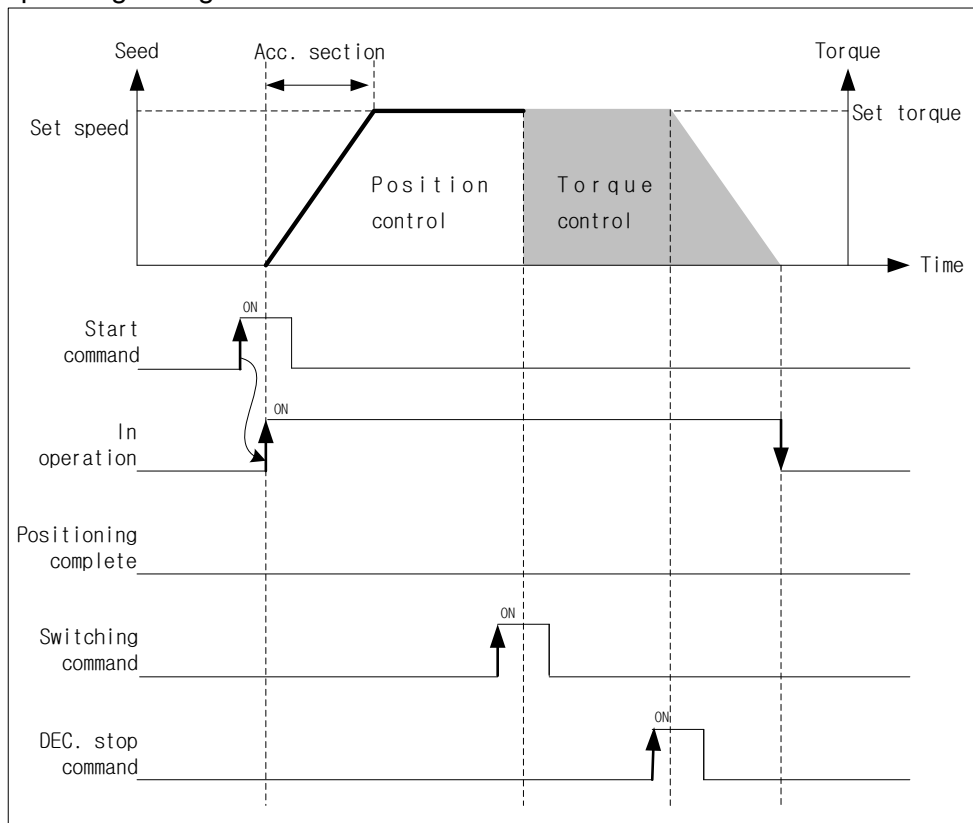 Seed
Acc. section
Torque
Set speed
Set torque
Position
control
Torque
control
Time
ON
Start
command
ON
In
operation
Positioning
complete
ON
Switching
command
ON
DEC. stop
command